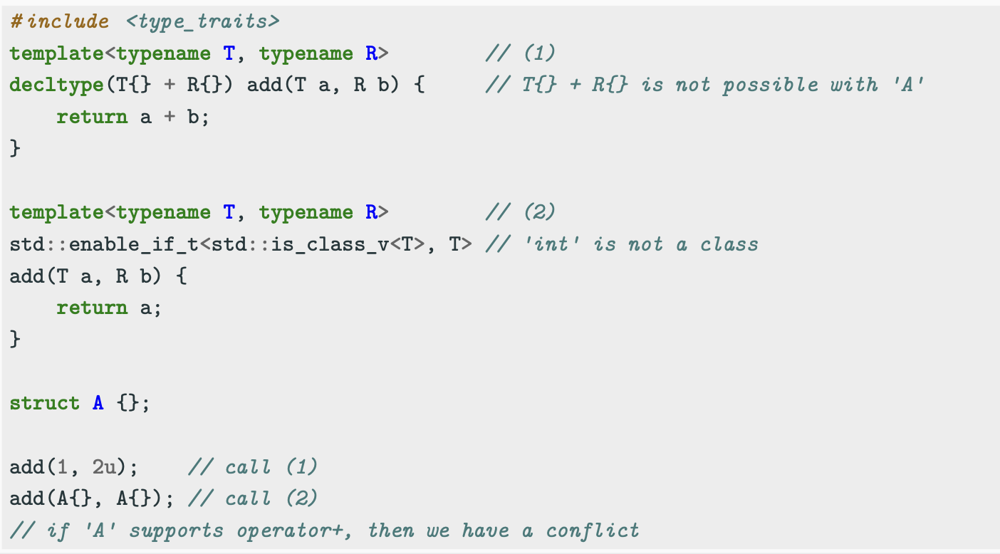 #include <type_traits>
template<typename T, typename R>        // (1)
decltype(T{} + R{}) add(T a, R b) {     // T{} + R{} is not possible with 'A'
    return a + b;
}
template<typename T, typename R>        // (2)
std::enable_if_t<std::is_class_v<T>, T> // 'int' is not a class
add(T a, R b) {
    return a;
}
struct A {};
add(1, 2u);    // call (1)
add(A{}, A{}); // call (2)
// if 'A' supports operator+, then we have a conflict